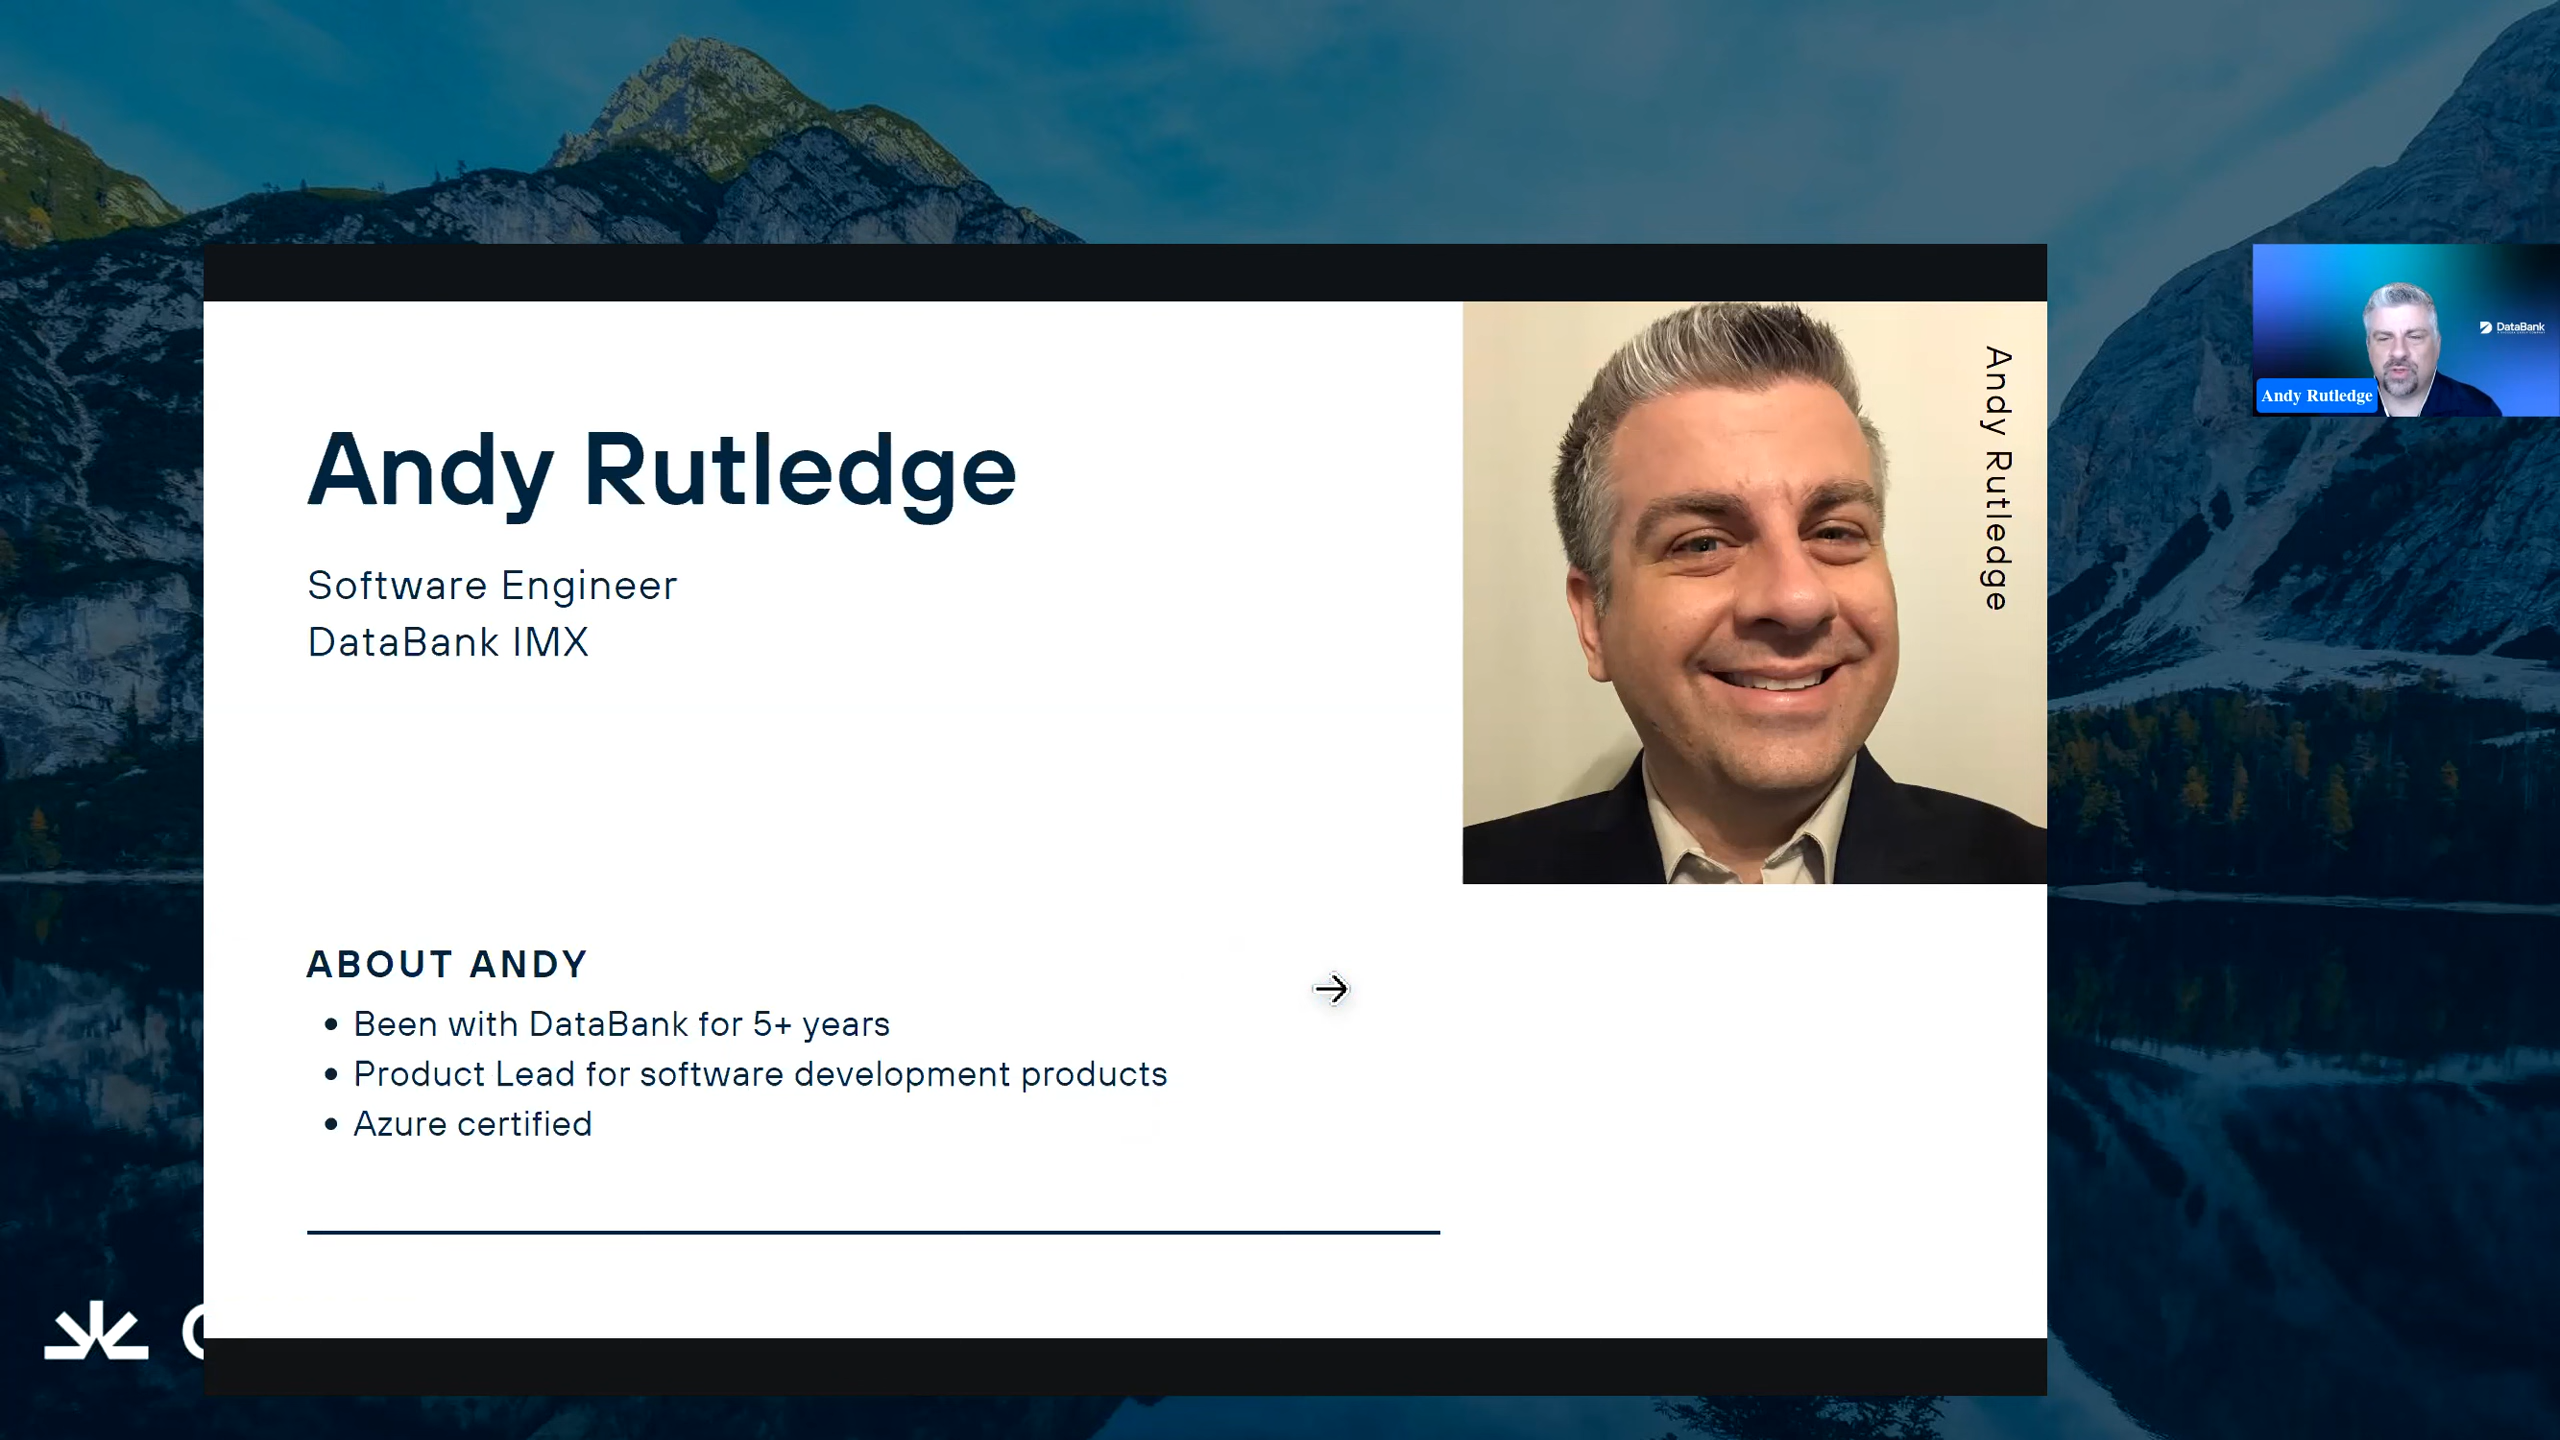 Andy Rutledge
Software Engineer
DataBank IMX
Andy Rutledge
DataBank
Andy Rutledge
ABOUT ANDY
• Been with DataBank for 5+ years
• Product Lead for software development products
• Azure certified